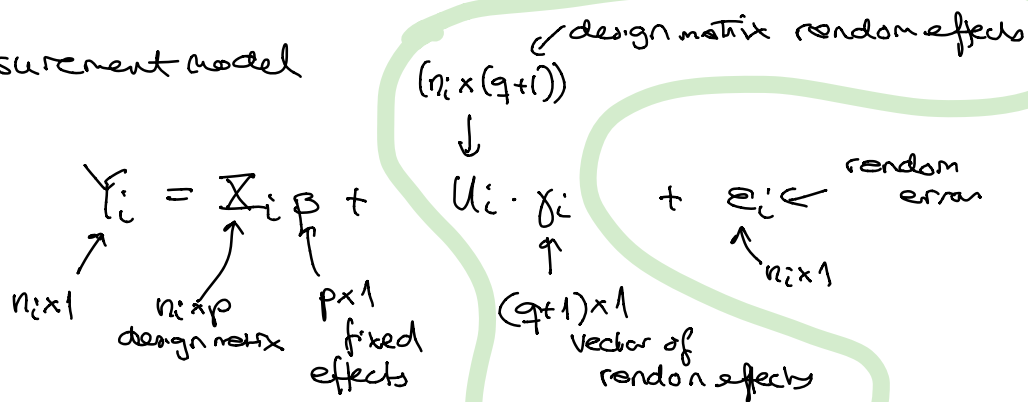 design matrix random effects
surement model
(nᵢ × (q+1))
Yᵢ = Xᵢ β + Uᵢ · γᵢ + εᵢ
random
error
nᵢ×1
nᵢ×p
design matrix
p×1
fixed
effects
(q+1)×1
vector of
random effects
nᵢ×1